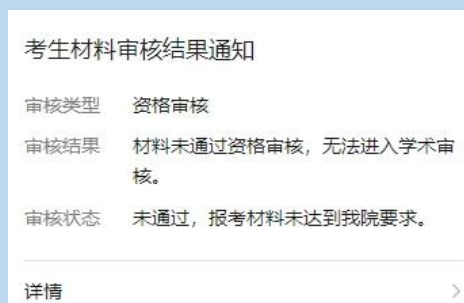 考生材料审核结果通知
审核类型 资格审核
审核结果 材料未通过资格审核，无法进入学术审
核。
审核状态 未通过，报考材料未达到我院要求。
详情